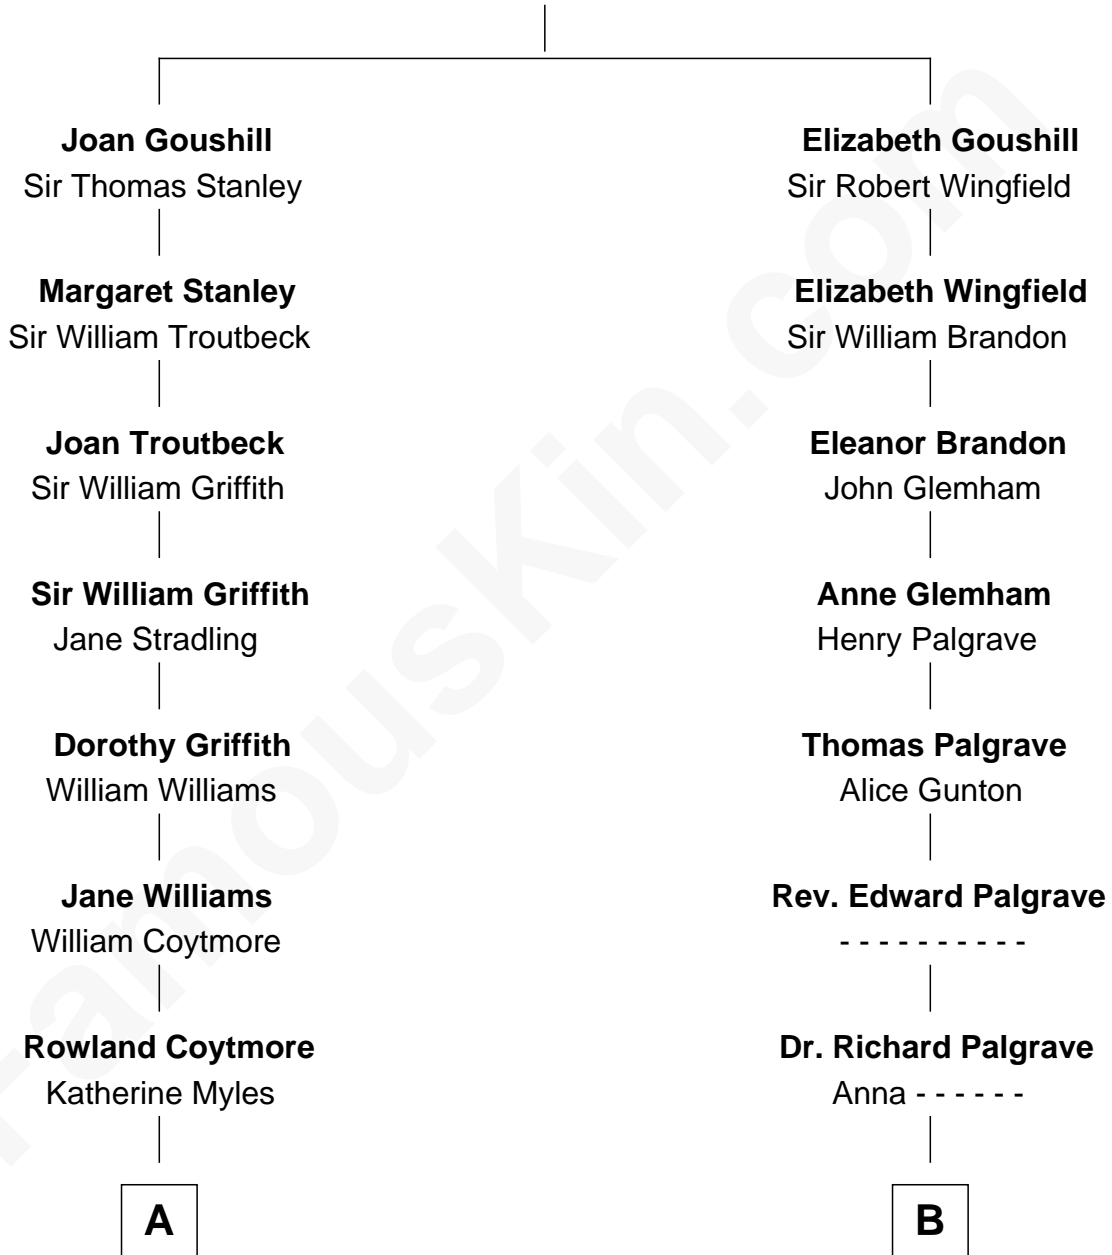 Joan Goushill
Sir Thomas Stanley
Margaret Stanley
Sir William Troutbeck
Joan Troutbeck
Sir William Griffith
Sir William Griffith
Jane Stradling
Dorothy Griffith
William Williams
Jane Williams
William Coytmore
Rowland Coytmore
Katherine Myles
A
Elizabeth Goushill
Sir Robert Wingfield
Elizabeth Wingfield
Sir William Brandon
Eleanor Brandon
John Glemham
Anne Glemham
Henry Palgrave
Thomas Palgrave
Alice Gunton
Rev. Edward Palgrave
- - - - - - - - - -
Dr. Richard Palgrave
Anna - - - - - -
B
FamousKin.com